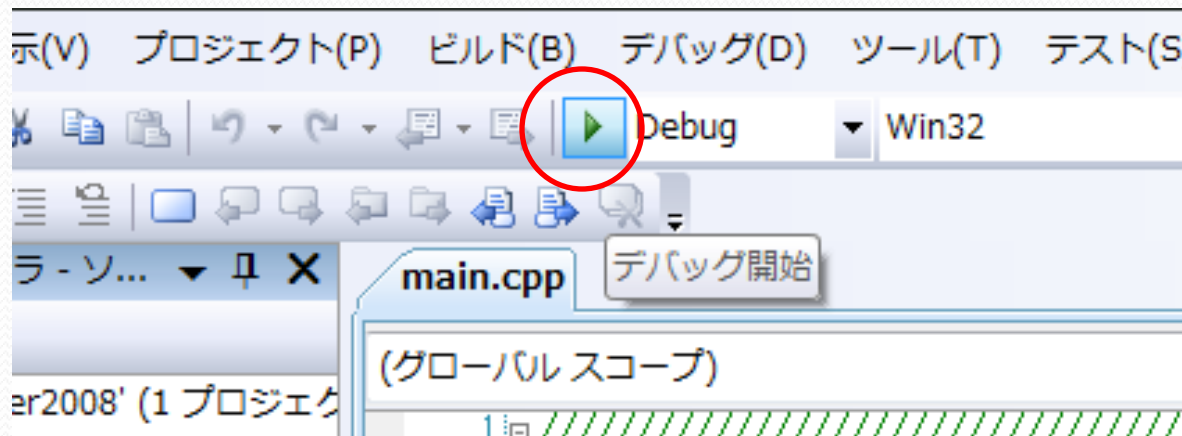 示(V) プロジェクト(P) ビルド(B) デバッグ(D) ツール(T) テスト(S
Debug Win32
ラ - ソ...
main.cpp
デバッグ開始
(グローバル スコープ)
er2008' (1 プロジェク
1 ////////////////////////////////////